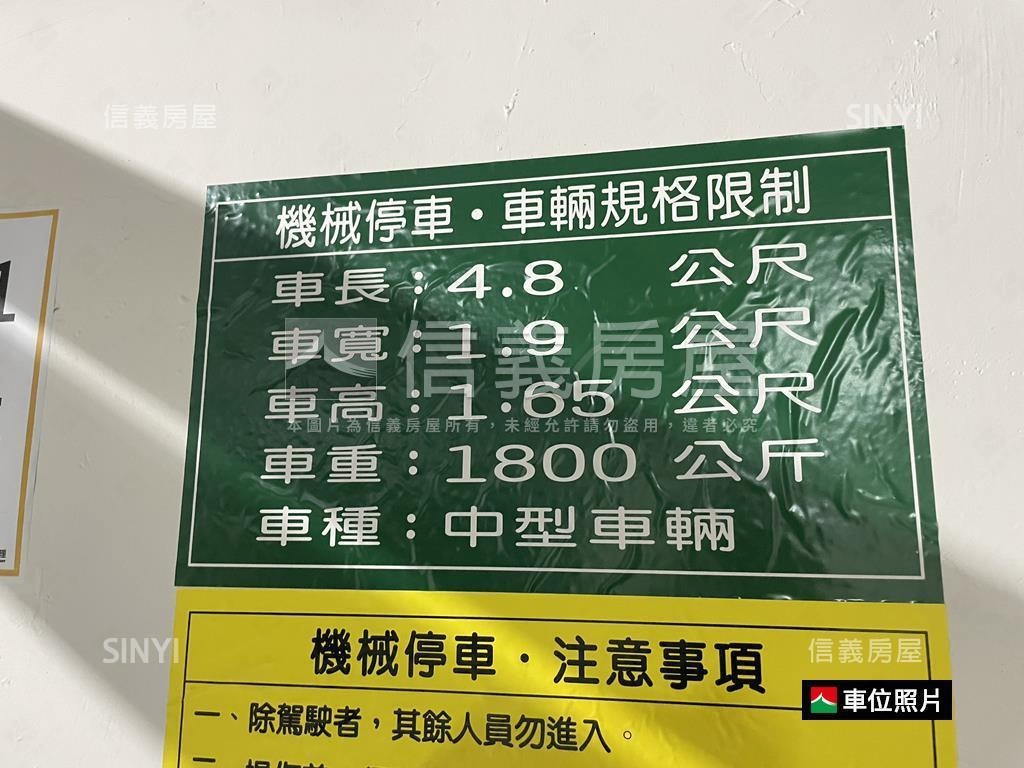 信義房屋
SINYI
機械停車・車輛規格限制
車長：4.8 公尺
車寬：1.9 公尺
信義房屋
車高：1.65 公尺
本圖片為信義房屋所有，未經允許請勿盜用，違者必究
車重：1800 公斤
車種：中型車輛
機械停車・注意事項
SINYI
信義房屋
車位照片
一、除駕駛者，其餘人員勿進入。